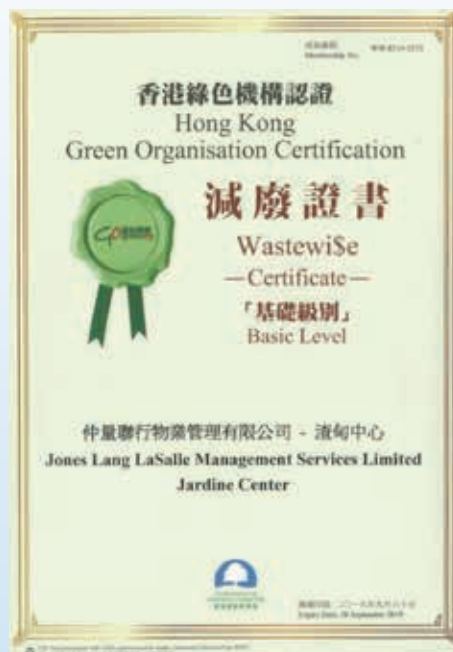 Membership No.
香港綠色機構認證
Hong Kong
Green Organisation Certification
減廢證書
Wastewi$e
—Certificate—
「基礎級別」
Basic Level
仲量聯行物業管理有限公司 - 渣甸中心
Jones Lang LaSalle Management Services Limited
Jardine Center